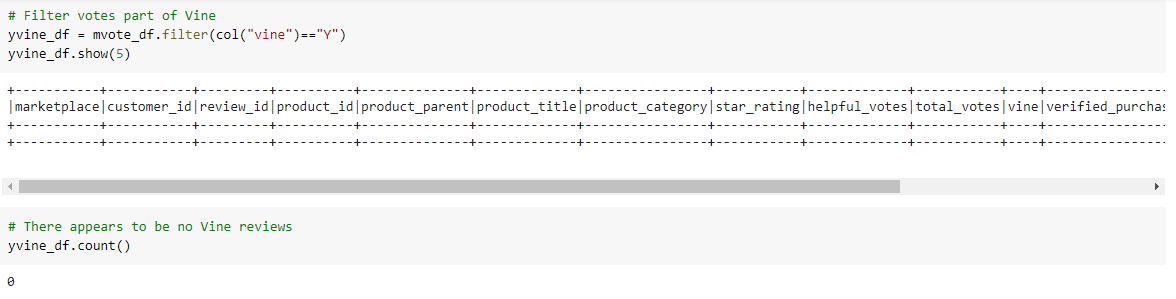 # Filter votes part of Vine
yvine_df = mvote_df.filter(col("vine")=="Y")
yvine_df.show(5)
+-----------+-----------+---------+----------+--------------+-------------+----------------+-----------+-------------+-----------+----+---------------
|marketplace|customer_id|review_id|product_id|product_parent|product_title|product_category|star_rating|helpful_votes|total_votes|vine|verified_purchas
+-----------+-----------+---------+----------+--------------+-------------+----------------+-----------+-------------+-----------+----+---------------
+-----------+-----------+---------+----------+--------------+-------------+----------------+-----------+-------------+-----------+----+---------------
# There appears to be no Vine reviews
yvine_df.count()
0